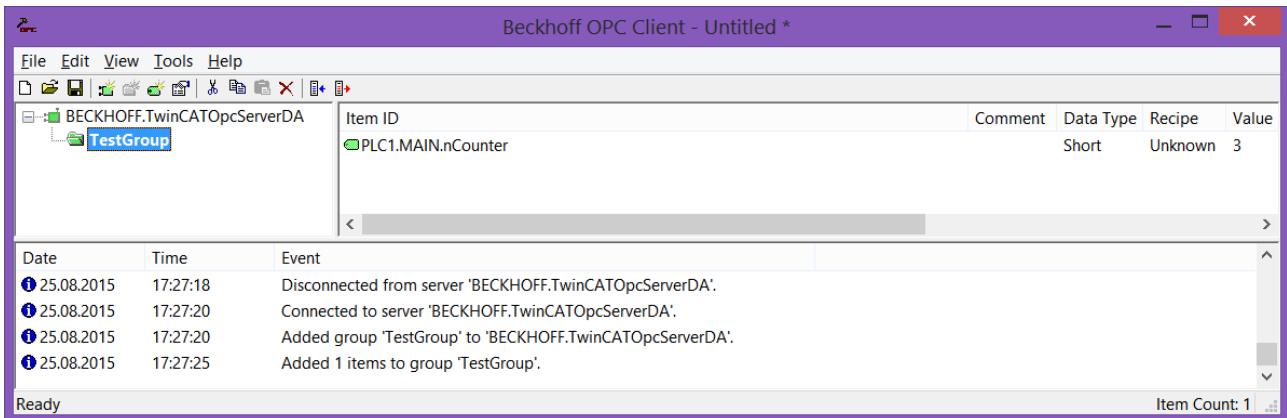 Beckhoff OPC Client - Untitled *
File Edit View Tools Help
BECKHOFF.TwinCATOpcServerDA
TestGroup
Item ID Comment Data Type Recipe Value
PLC1.MAIN.nCounter Short Unknown 3
Date Time Event
25.08.2015 17:27:18 Disconnected from server 'BECKHOFF.TwinCATOpcServerDA'.
25.08.2015 17:27:20 Connected to server 'BECKHOFF.TwinCATOpcServerDA'.
25.08.2015 17:27:20 Added group 'TestGroup' to 'BECKHOFF.TwinCATOpcServerDA'.
25.08.2015 17:27:25 Added 1 items to group 'TestGroup'.
Ready Item Count: 1